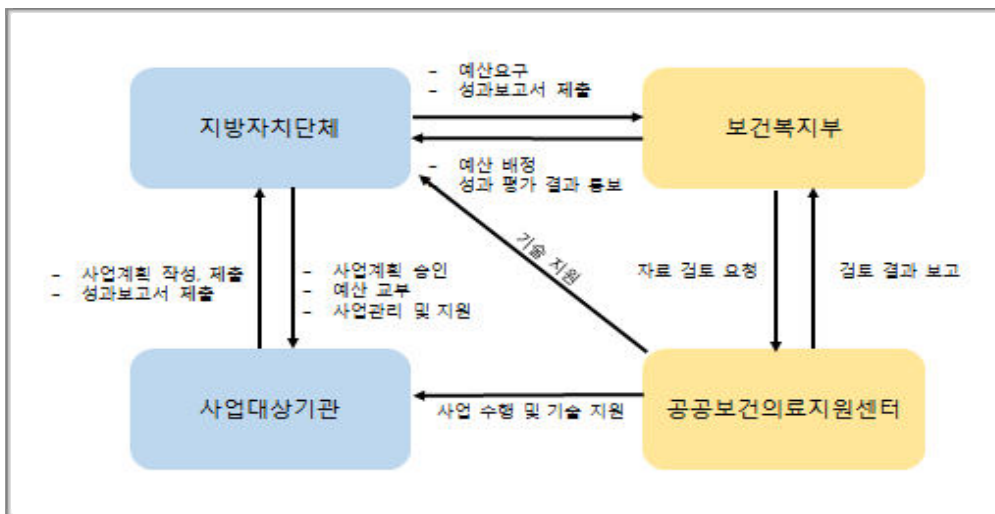 - 예산요구
- 성과보고서 제출
지방자치단체
보건복지부
- 예산 배정
성과 평가 결과 통보
기술 지원
- 사업계획 작성, 제출
- 성과보고서 제출
- 사업계획 승인
- 예산 교부
- 사업관리 및 지원
자료 검토 요청
검토 결과 보고
사업대상기관
사업 수행 및 기술 지원
공공보건의료지원센터